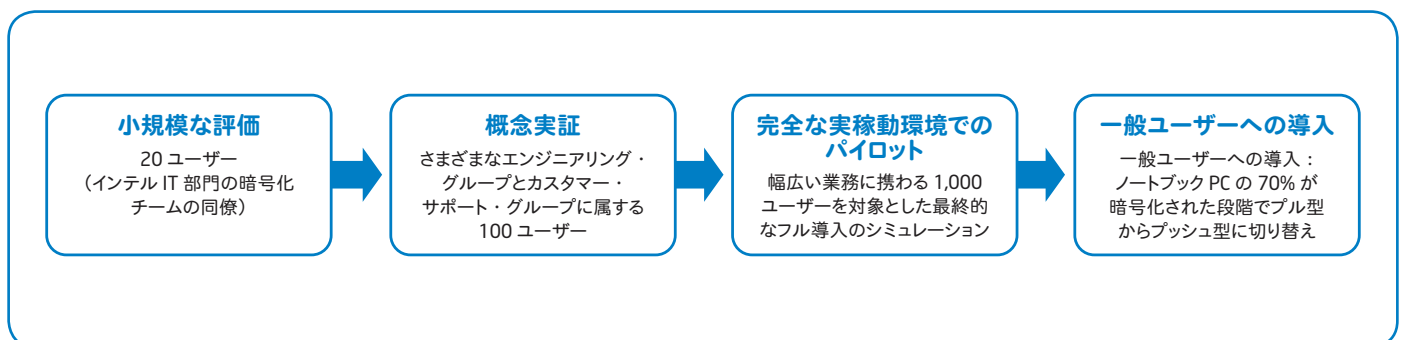 小規模な評価
20 ユーザー
(インテル IT 部門の暗号化
チームの同僚)
概念実証
さまざまなエンジニアリング・
グループとカスタマー・
サポート・グループに属する
100 ユーザー
完全な実稼動環境での
パイロット
幅広い業務に携わる 1,000
ユーザーを対象とした最終的
なフル導入のシミュレーション
一般ユーザーへの導入
一般ユーザーへの導入：
ノートブック PC の 70% が
暗号化された段階でプル型
からプッシュ型に切り替え